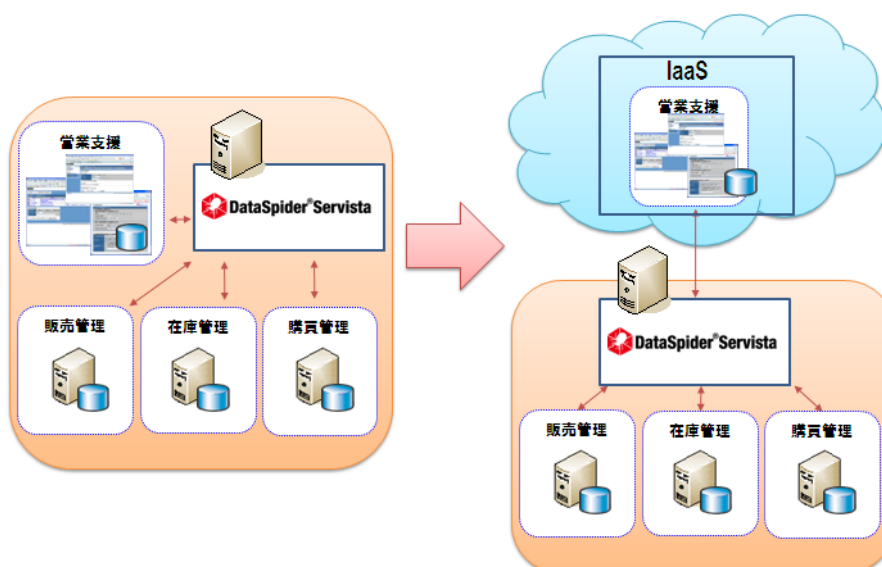 営業支援
DataSpider®Servista
販売管理
在庫管理
購買管理
IaaS
営業支援
DataSpider®Servista
販売管理
在庫管理
購買管理